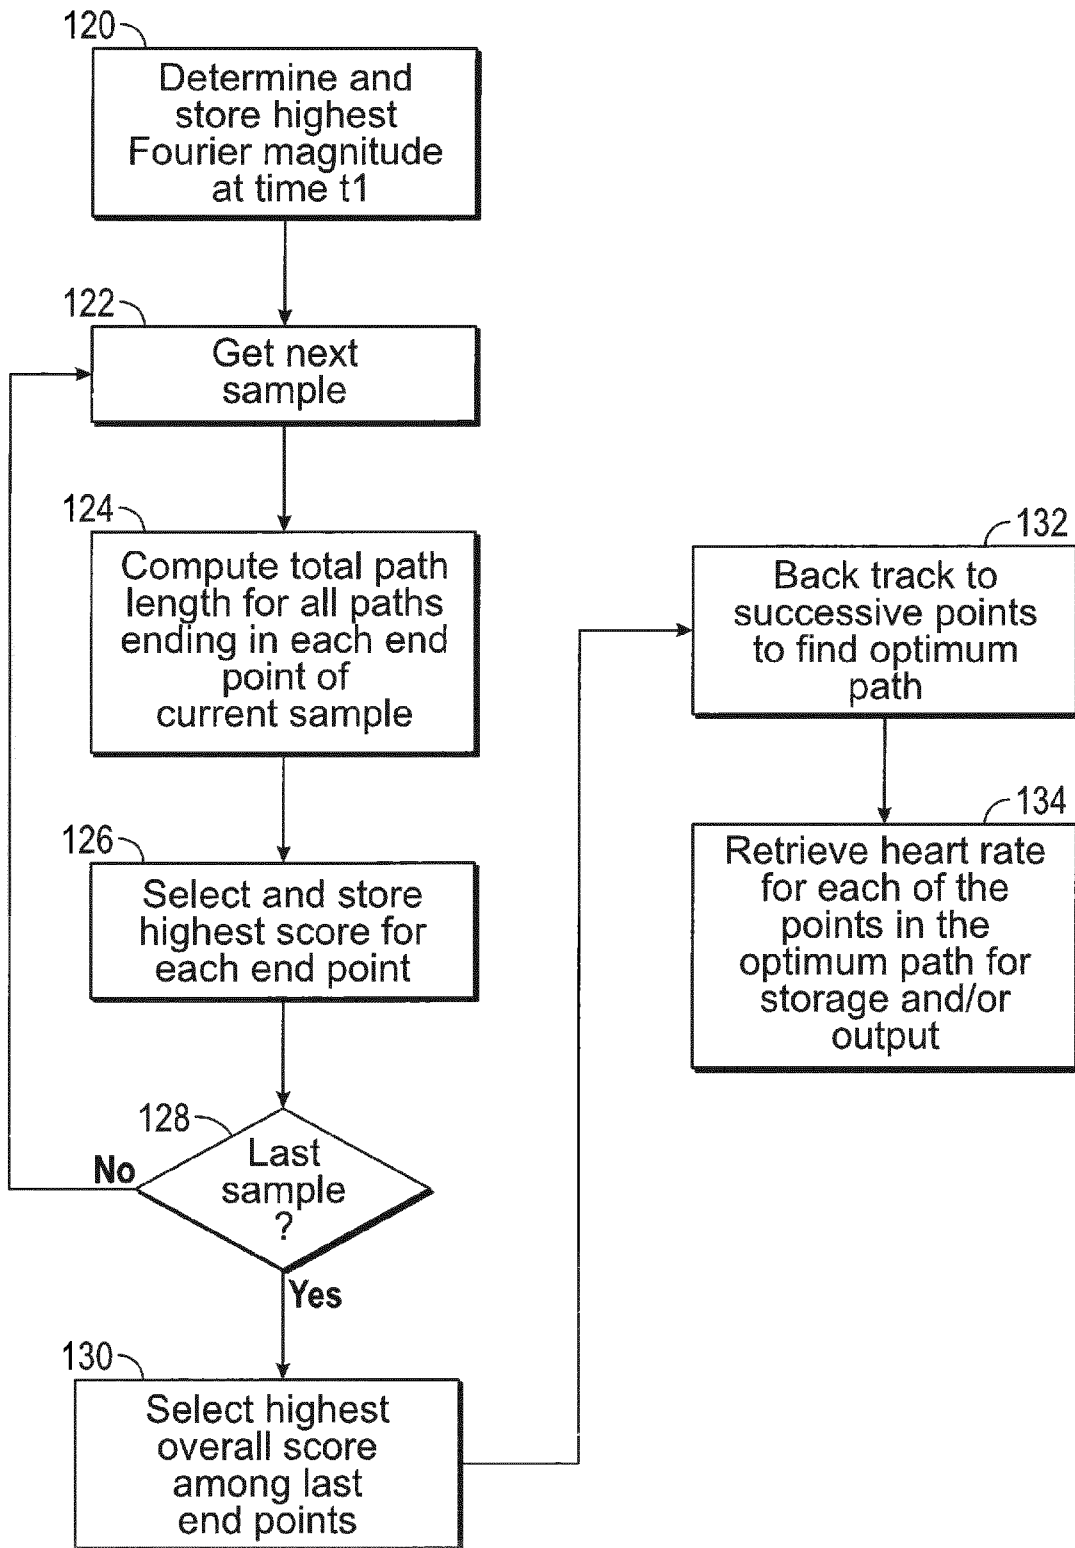 120
Determine and
store highest
Fourier magnitude
at time t1
122
Get next
sample
124
Compute total path
length for all paths
ending in each end
point of
current sample
126
Select and store
highest score for
each end point
128
Last
sample
?
No
Yes
130
Select highest
overall score
among last
end points
132
Back track to
successive points
to find optimum
path
134
Retrieve heart rate
for each of the
points in the
optimum path for
storage and/or
output